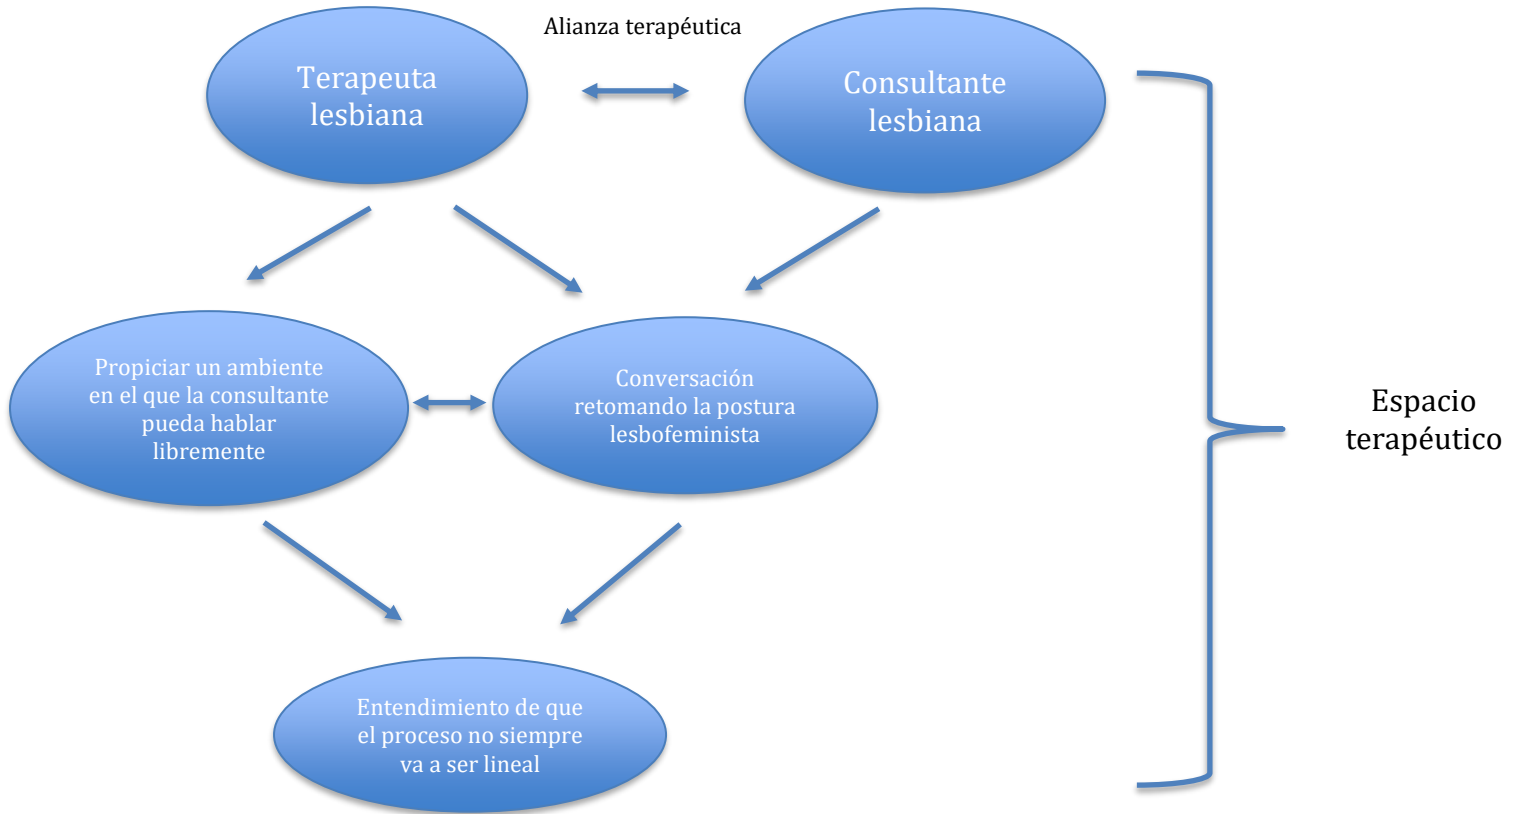 Alianza terapéutica
Terapeuta
lesbiana
Consultante
lesbiana
Propiciar un ambiente
en el que la consultante
pueda hablar
libremente
Conversación
retomando la postura
lesbofeminista
Espacio
terapéutico
Entendimiento de que
el proceso no siempre
va a ser lineal